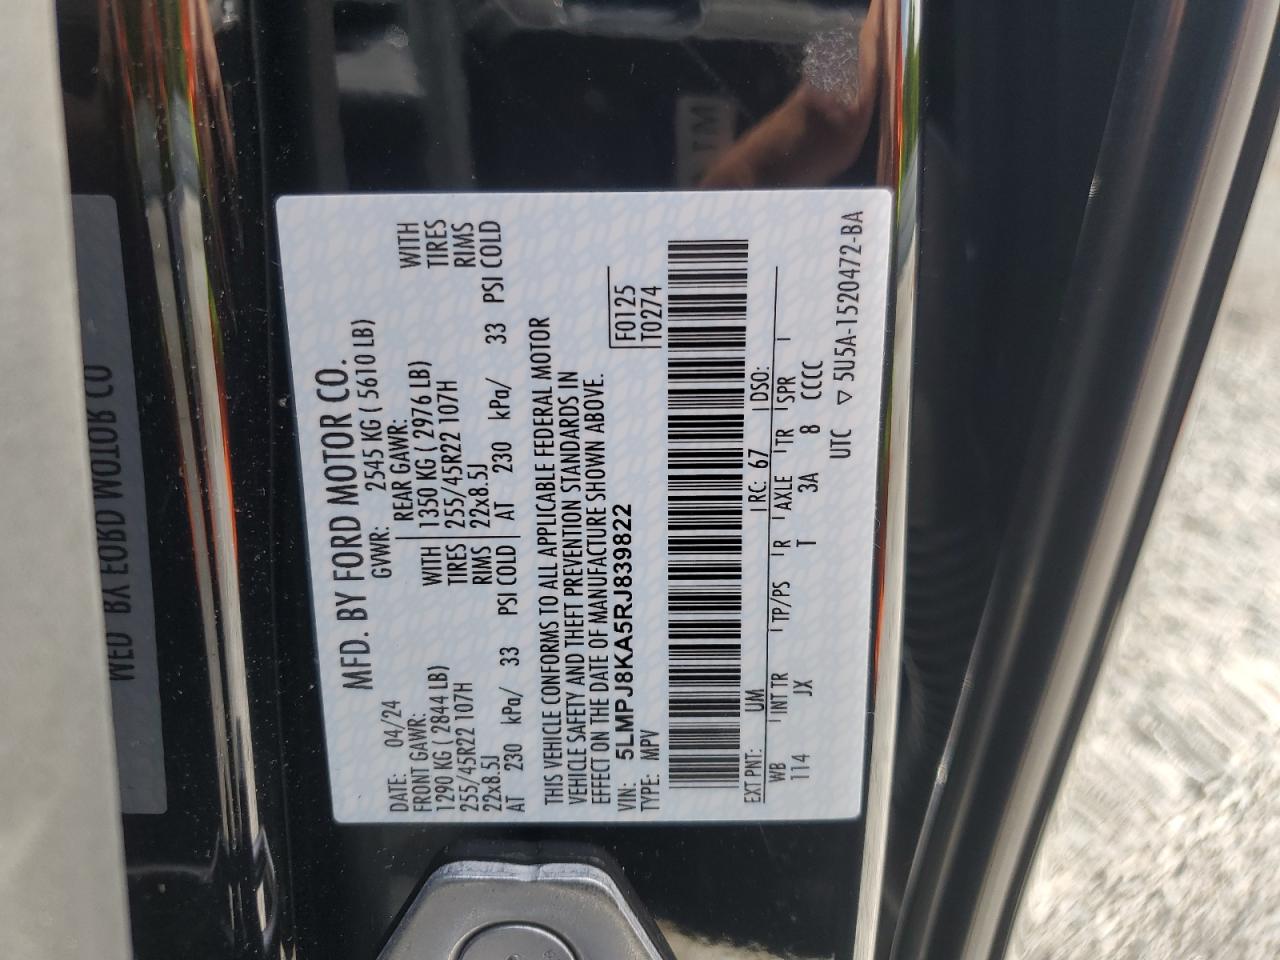 MFD. BY FORD MOTOR CO.
DATE: 04/24 GVWR: 2545 KG ( 5610 LB)
FRONT GAWR: REAR GAWR:
1290 KG ( 2844 LB) WITH 1350 KG ( 2976 LB) WITH
255/45R22 107H TIRES 255/45R22 107H TIRES
22x8.5J RIMS 22x8.5J RIMS
AT 230 kPa/ 33 PSI COLD AT 230 kPa/ 33 PSI COLD
THIS VEHICLE CONFORMS TO ALL APPLICABLE FEDERAL MOTOR
VEHICLE SAFETY AND THEFT PREVENTION STANDARDS IN
EFFECT ON THE DATE OF MANUFACTURE SHOWN ABOVE.
VIN: 5LMPJ8KA5RJ839822 F0125
TYPE: MPV T0274
EXT PNT: UM RC: 67 DSO:
WB INT TR TP/PS R AXLE TR SPR
114 JX T 3A 8 CCCC
UTC ▽ 5U5A-1520472-BA